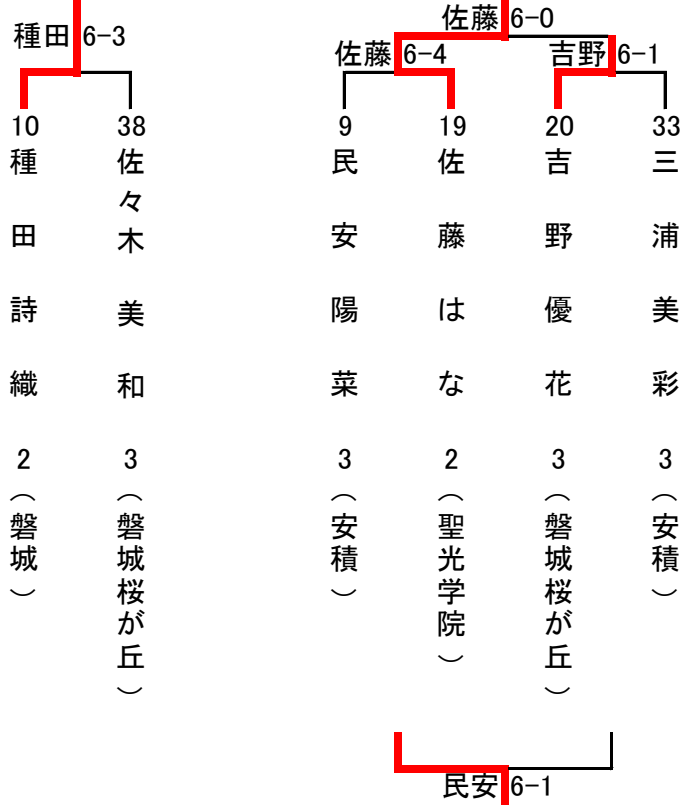 佐藤 6-0
種田 6-3
佐藤 6-4
吉野 6-1
10 種田詩織 2（磐城）
38 佐々木美和 3（磐城桜が丘）
9 民安陽菜 3（安積）
19 佐藤はな 2（聖光学院）
20 吉野優花 3（磐城桜が丘）
33 三浦美彩 3（安積）
民安 6-1